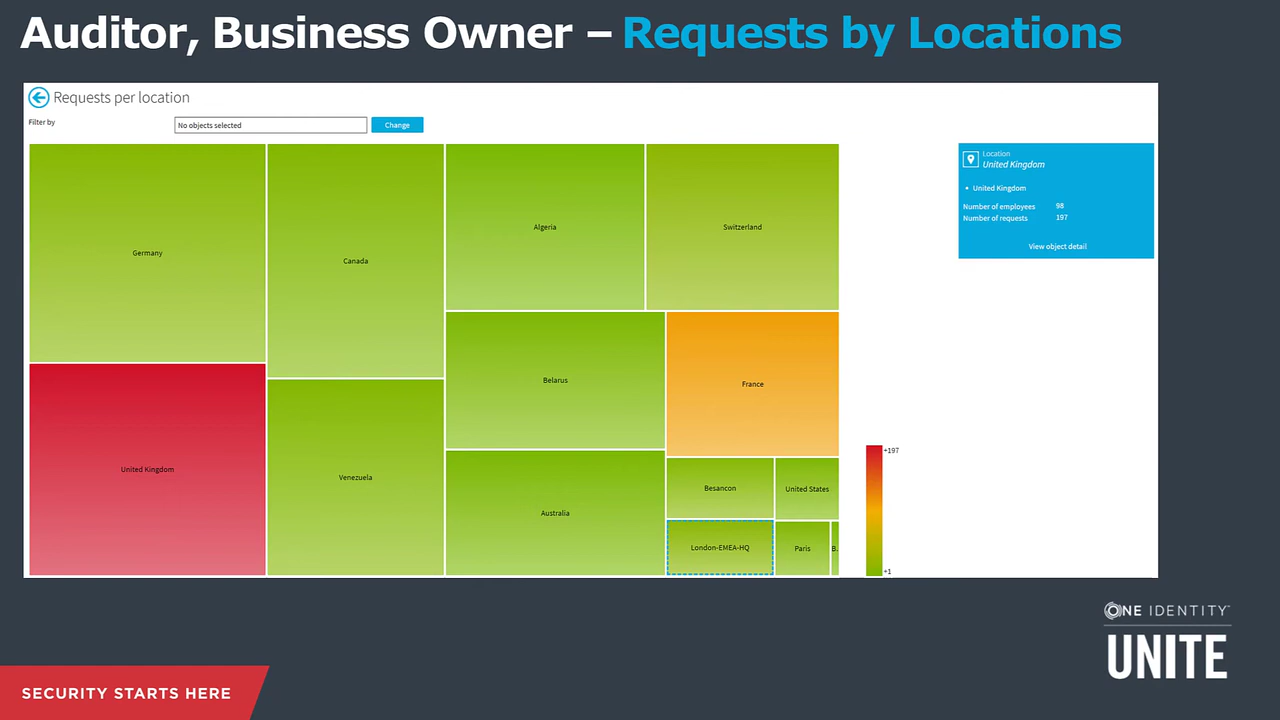 Auditor, Business Owner – Requests by Locations
Requests per location
Filter by
No objects selected
Change
Germany
Canada
Algeria
Switzerland
United Kingdom
Venezuela
Belarus
France
Australia
Besancon
United States
London-EMEA-HQ
Paris
B.
Location
United Kingdom
• United Kingdom
Number of employees 98
Number of requests 197
View object detail
+197
+1
ONE IDENTITY
UNITE
SECURITY STARTS HERE